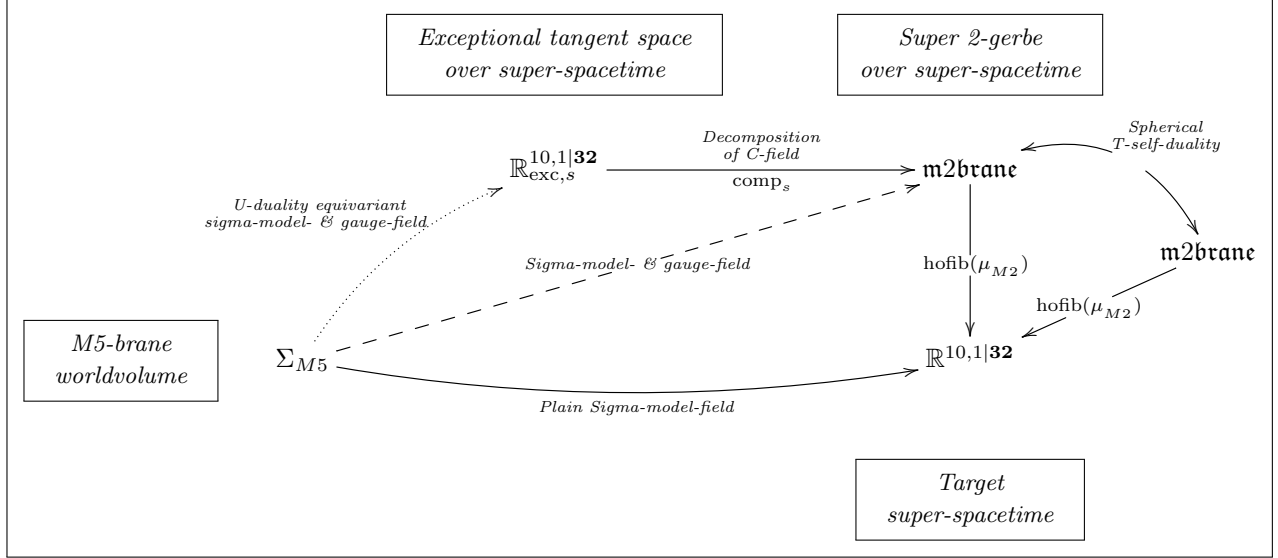 Exceptional tangent space
over super-spacetime
Super 2-gerbe
over super-spacetime
Decomposition
of C-field
Spherical
T-self-duality
ℝ^{10,1|𝟑𝟐}_{exc,s}
comp_s
𝔪2𝔟𝔯𝔞𝔫𝔢
U-duality equivariant
sigma-model- & gauge-field
Sigma-model- & gauge-field
hofib(μ_{M2})
𝔪2𝔟𝔯𝔞𝔫𝔢
hofib(μ_{M2})
M5-brane
worldvolume
Σ_{M5}
ℝ^{10,1|𝟑𝟐}
Plain Sigma-model-field
Target
super-spacetime